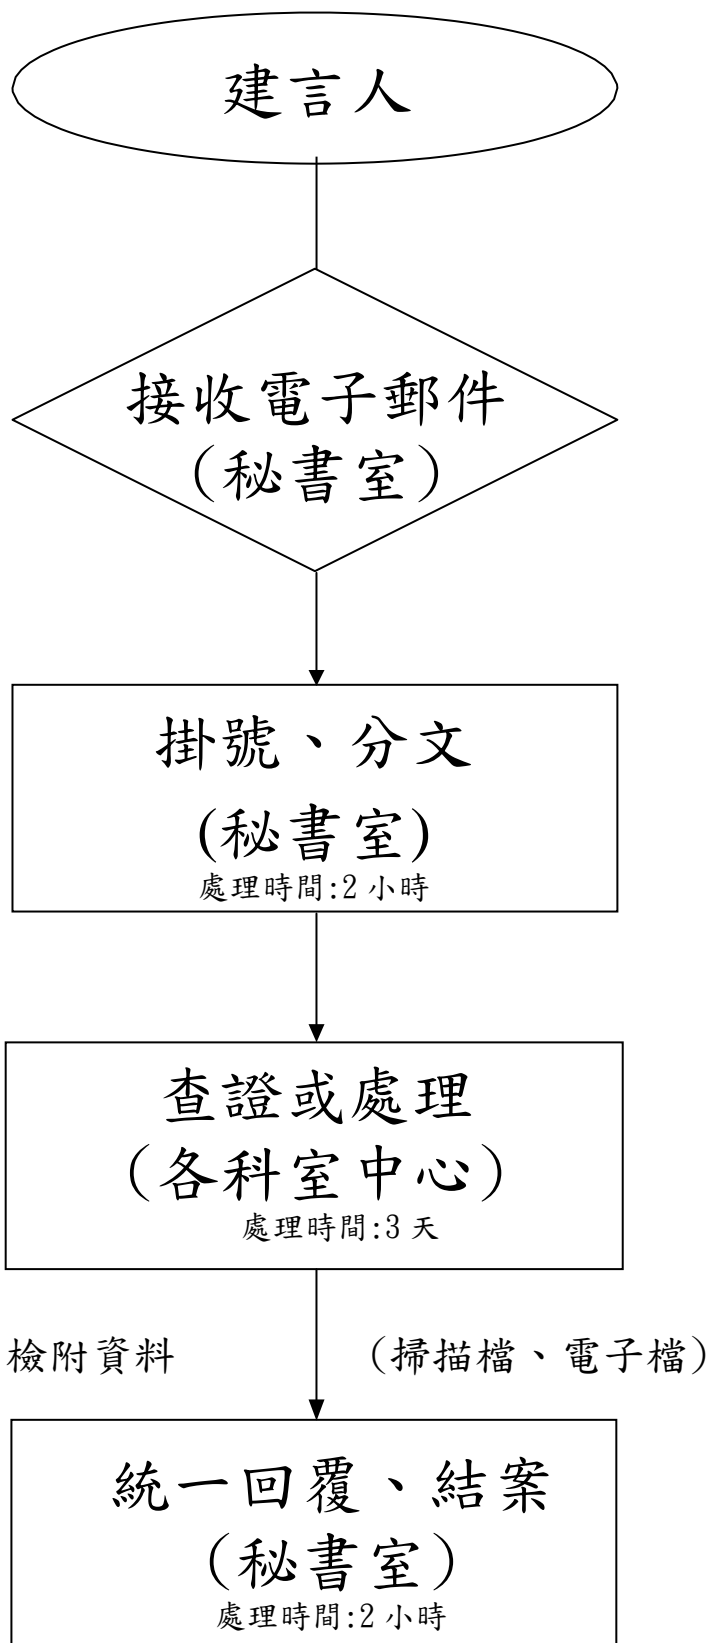 建言人
接收電子郵件
（秘書室）
掛號、分文
(秘書室)
處理時間:2 小時
查證或處理
（各科室中心）
處理時間:3 天
檢附資料
（掃描檔、電子檔）
統一回覆、結案
（秘書室）
處理時間:2 小時